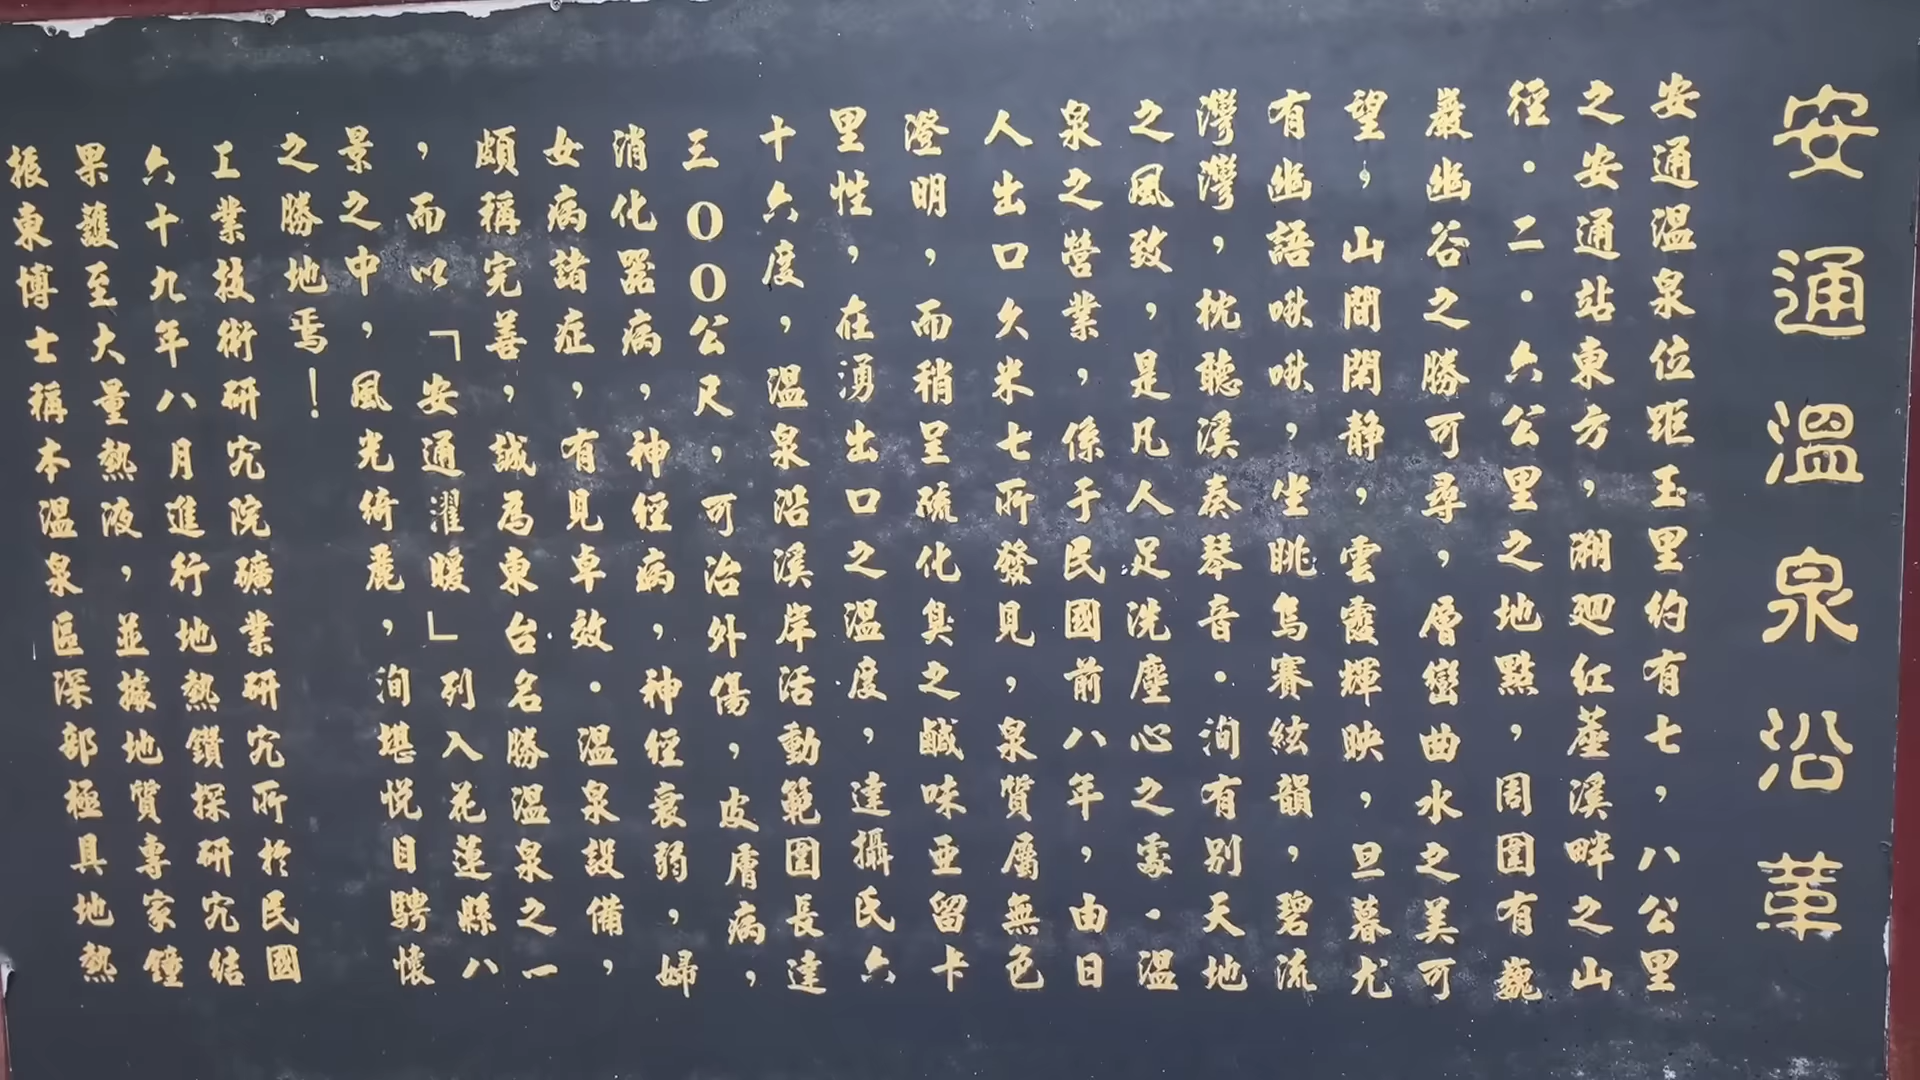 安通溫泉沿革
安通溫泉位距玉里約有七，八公里
之安通站東方，溯迴紅葉溪畔之山
徑．二．六公里之地點，周圍有巍
巖幽谷之勝可尋，層巒曲水之美可
望，山間閑静，雲霞輝映，旦暮尤
有幽語啾啾，坐眺鳥賽絃韻，碧流
灣灣，枕聽溪奏琴音．洵有別天地
之風致，是凡人足洗塵心之處．溫
泉之營業，係于民國前八年，由日
人出口久米七所發見，泉質屬無色
澄明，而稍呈硫化臭之鹹味亜留卡
里性，在湧出口之溫度，達攝氏六
十六度，溫泉沿溪岸活動範圍長達
三００公尺，可治外傷，皮膚病，
消化器病，神經病，神經衰弱，婦
女病諸症，有見卓效．溫泉設備，
頗稱完善，誠為東台名勝溫泉之一
，而以「安通濯暖」列入花蓮縣八
景之中，風光綺麗，洵堪悅目騁懷
之勝地焉！
工業技術研究院礦業研究所於民國
六十九年八月進行地熱鑽探研究結
果護至大量熱液，並據地質專家鐘
振東博士稱本溫泉區深部極具地熱